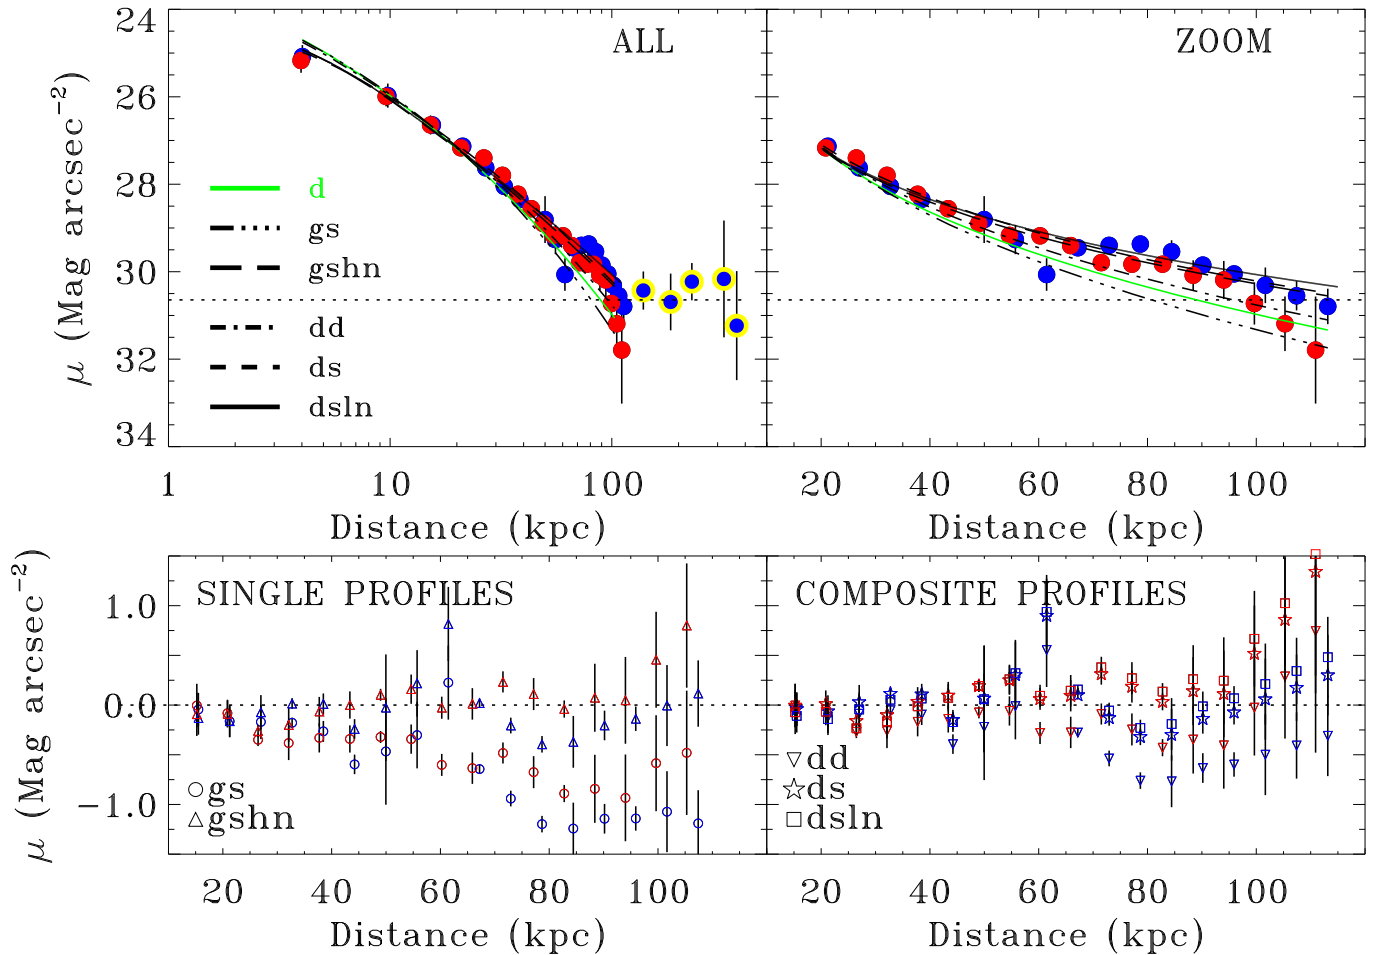 24
26
28
30
32
34
μ (Mag arcsec⁻²)
ALL
d
gs
gshn
dd
ds
dsln
1
10
100
Distance (kpc)
ZOOM
20
40
60
80
100
Distance (kpc)
1.0
0.0
−1.0
μ (Mag arcsec⁻²)
SINGLE PROFILES
gs
gshn
20
40
60
80
100
Distance (kpc)
COMPOSITE PROFILES
dd
ds
dsln
20
40
60
80
100
Distance (kpc)